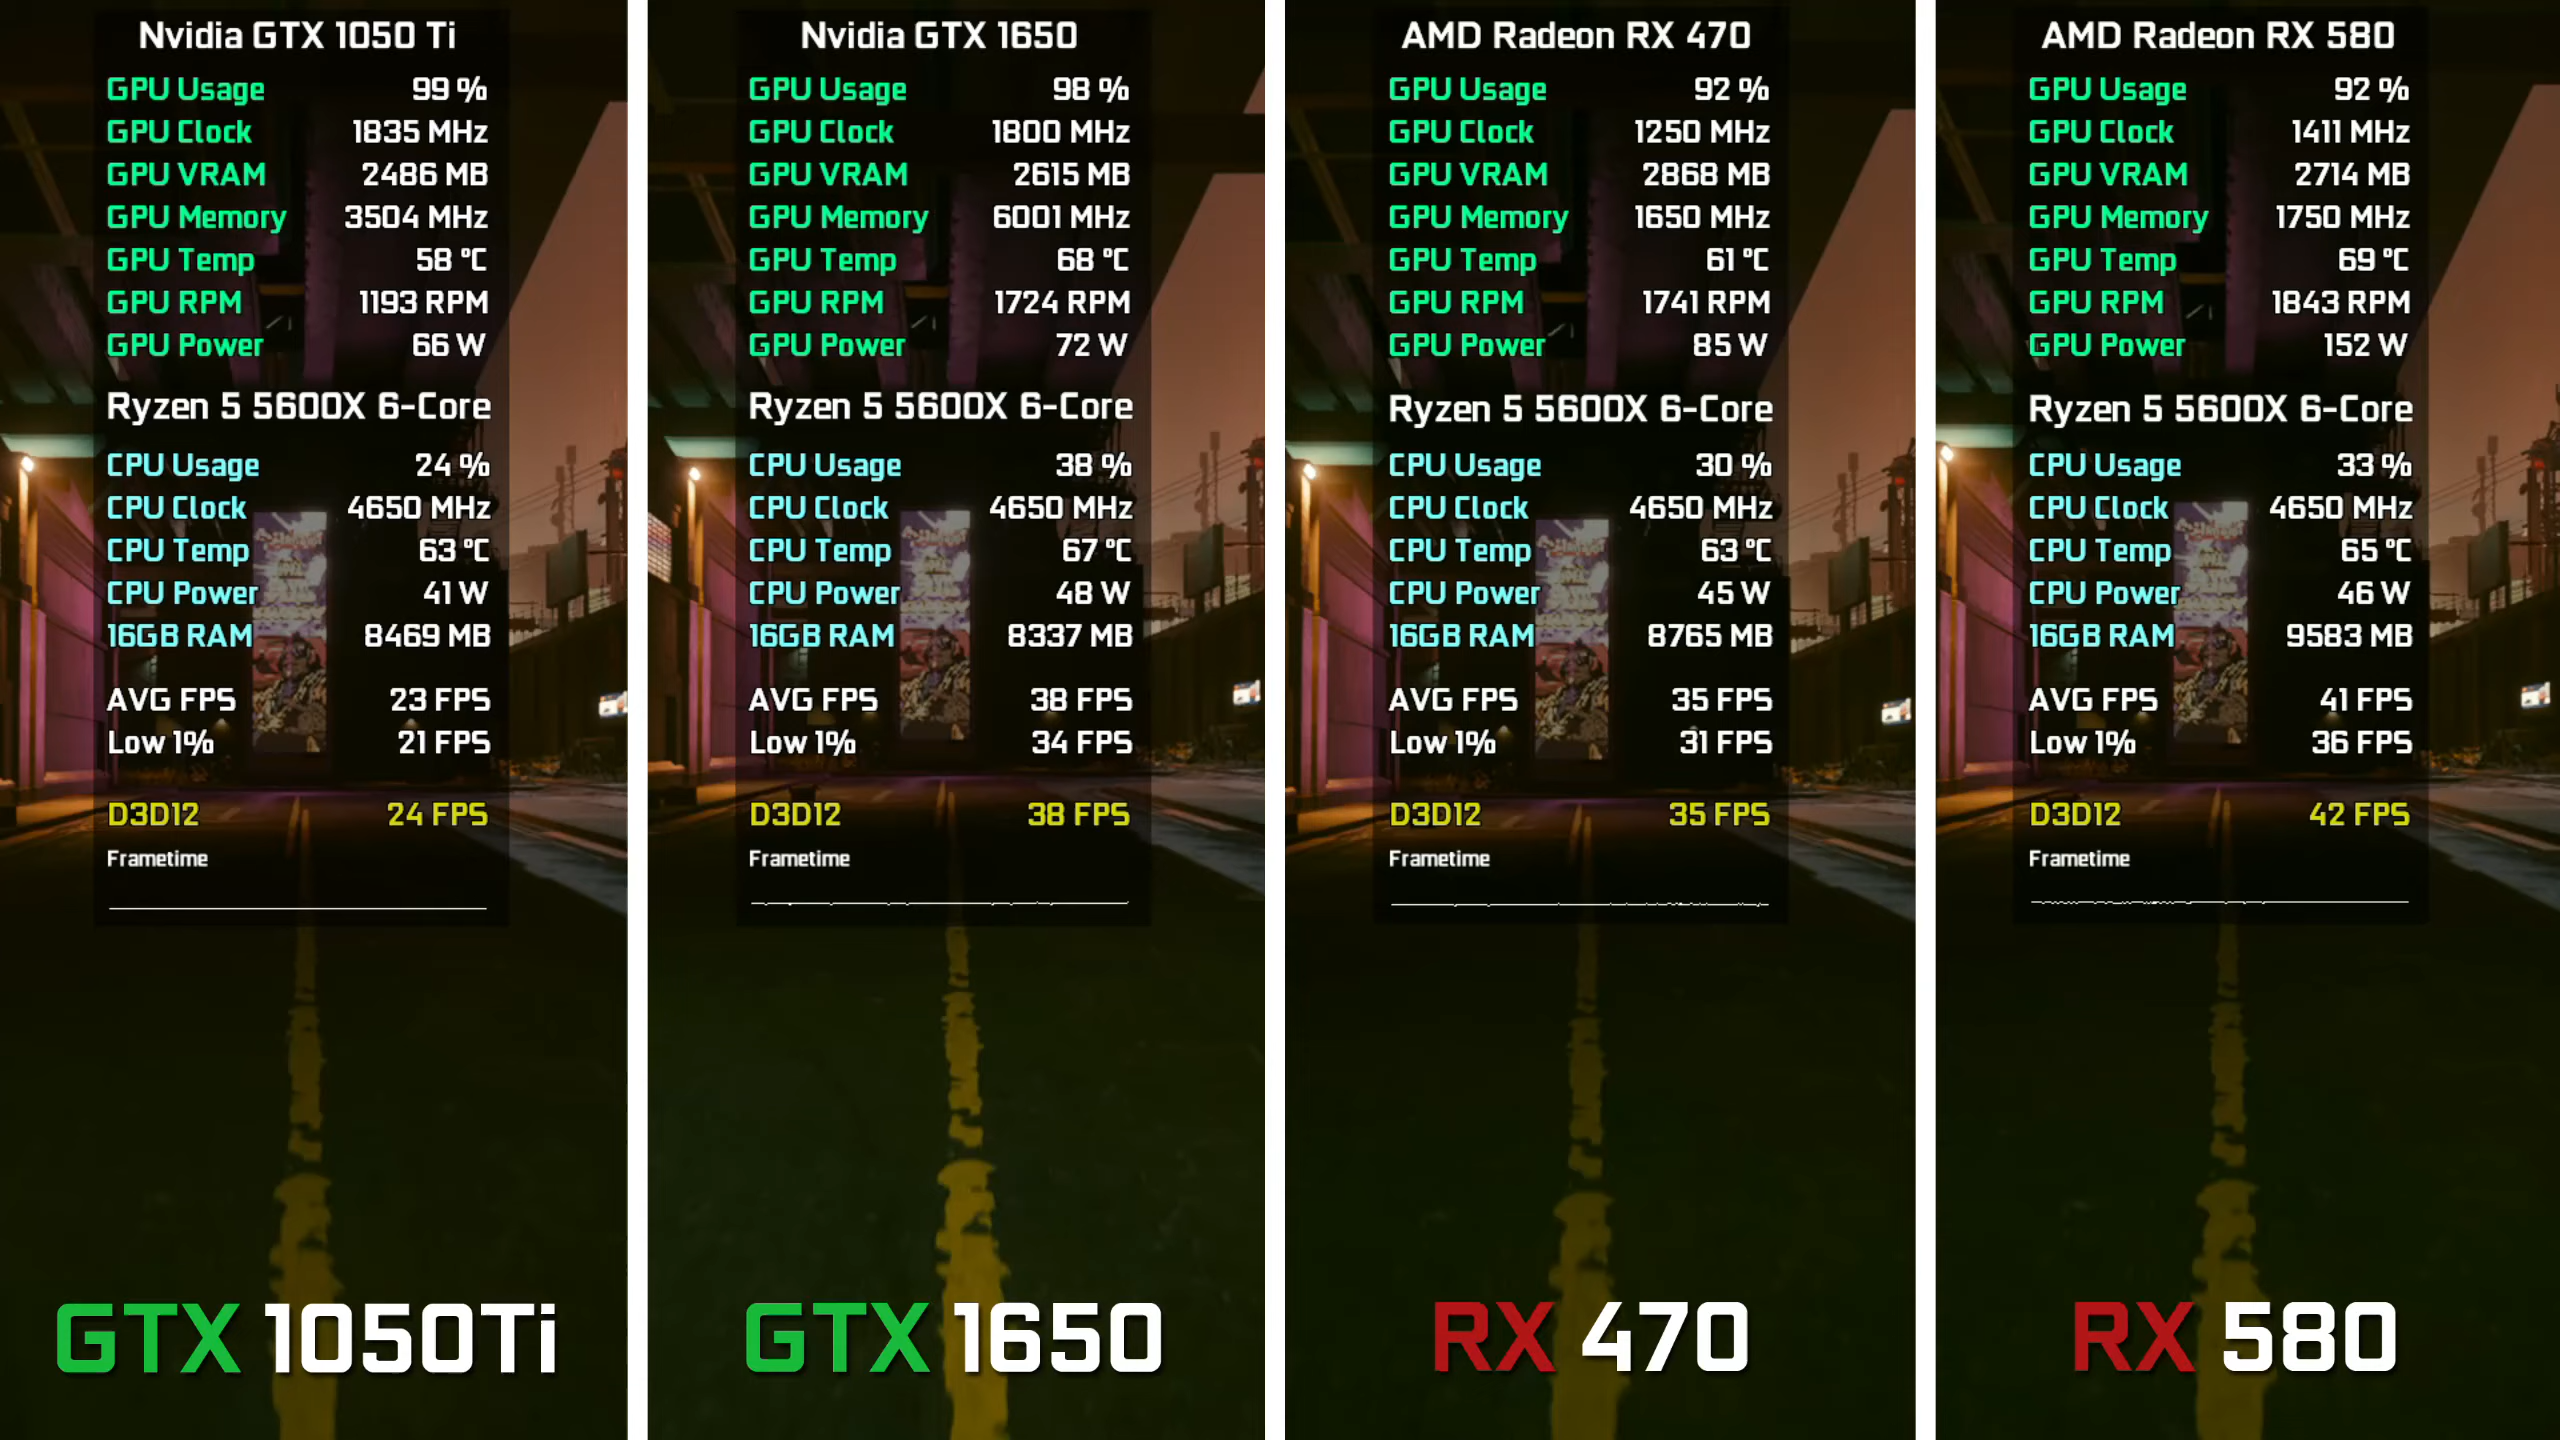 Nvidia GTX 1050 Ti
GPU Usage 99 %
GPU Clock 1835 MHz
GPU VRAM 2486 MB
GPU Memory 3504 MHz
GPU Temp 58 °C
GPU RPM 1193 RPM
GPU Power 66 W
Ryzen 5 5600X 6-Core
CPU Usage 24 %
CPU Clock 4650 MHz
CPU Temp 63 °C
CPU Power 41 W
16GB RAM 8469 MB
AVG FPS 23 FPS
Low 1% 21 FPS
D3D12 24 FPS
Frametime
GTX 1050Ti
Nvidia GTX 1650
GPU Usage 98 %
GPU Clock 1800 MHz
GPU VRAM 2615 MB
GPU Memory 6001 MHz
GPU Temp 68 °C
GPU RPM 1724 RPM
GPU Power 72 W
Ryzen 5 5600X 6-Core
CPU Usage 38 %
CPU Clock 4650 MHz
CPU Temp 67 °C
CPU Power 48 W
16GB RAM 8337 MB
AVG FPS 38 FPS
Low 1% 34 FPS
D3D12 38 FPS
Frametime
GTX 1650
AMD Radeon RX 470
GPU Usage 92 %
GPU Clock 1250 MHz
GPU VRAM 2868 MB
GPU Memory 1650 MHz
GPU Temp 61 °C
GPU RPM 1741 RPM
GPU Power 85 W
Ryzen 5 5600X 6-Core
CPU Usage 30 %
CPU Clock 4650 MHz
CPU Temp 63 °C
CPU Power 45 W
16GB RAM 8765 MB
AVG FPS 35 FPS
Low 1% 31 FPS
D3D12 35 FPS
Frametime
RX 470
AMD Radeon RX 580
GPU Usage 92 %
GPU Clock 1411 MHz
GPU VRAM 2714 MB
GPU Memory 1750 MHz
GPU Temp 69 °C
GPU RPM 1843 RPM
GPU Power 152 W
Ryzen 5 5600X 6-Core
CPU Usage 33 %
CPU Clock 4650 MHz
CPU Temp 65 °C
CPU Power 46 W
16GB RAM 9583 MB
AVG FPS 41 FPS
Low 1% 36 FPS
D3D12 42 FPS
Frametime
RX 580